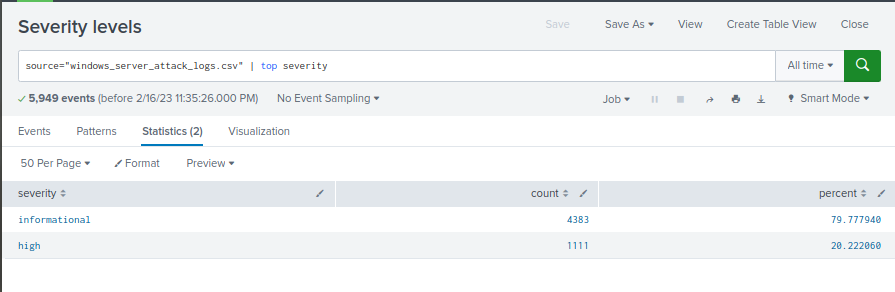 Severity levels
Save Save As View Create Table View Close
source="windows_server_attack_logs.csv" | top severity
All time
5,949 events (before 2/16/23 11:35:26.000 PM) No Event Sampling Job Smart Mode
Events Patterns Statistics (2) Visualization
50 Per Page Format Preview
severity count percent
informational 4383 79.777940
high 1111 20.222060